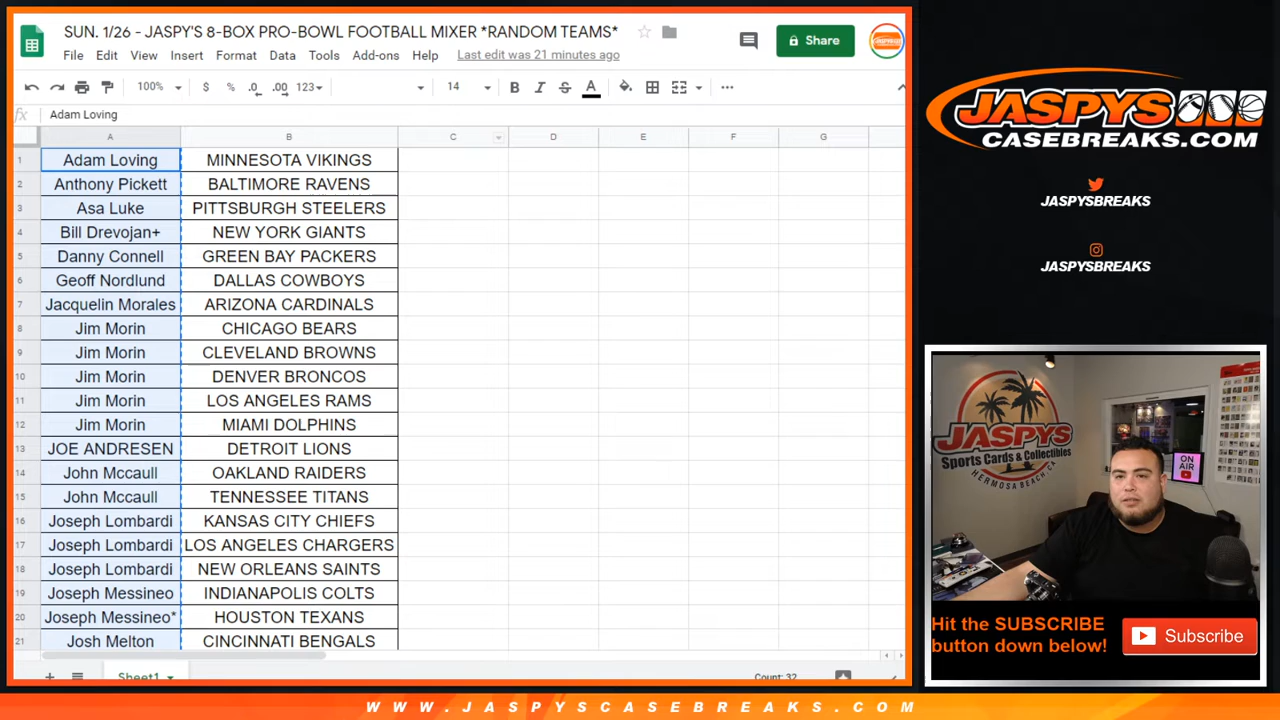 SUN. 1/26 - JASPY'S 8-BOX PRO-BOWL FOOTBALL MIXER *RANDOM TEAMS*
File Edit View Insert Format Data Tools Add-ons Help Last edit was 21 minutes ago
Share
100% $ % .0 .00 123 14 B I S A
fx Adam Loving
A B C D E F G
1 Adam Loving MINNESOTA VIKINGS
2 Anthony Pickett BALTIMORE RAVENS
3 Asa Luke PITTSBURGH STEELERS
4 Bill Drevojan+ NEW YORK GIANTS
5 Danny Connell GREEN BAY PACKERS
6 Geoff Nordlund DALLAS COWBOYS
7 Jacquelin Morales ARIZONA CARDINALS
8 Jim Morin CHICAGO BEARS
9 Jim Morin CLEVELAND BROWNS
10 Jim Morin DENVER BRONCOS
11 Jim Morin LOS ANGELES RAMS
12 Jim Morin MIAMI DOLPHINS
13 JOE ANDRESEN DETROIT LIONS
14 John Mccaull OAKLAND RAIDERS
15 John Mccaull TENNESSEE TITANS
16 Joseph Lombardi KANSAS CITY CHIEFS
17 Joseph Lombardi LOS ANGELES CHARGERS
18 Joseph Lombardi NEW ORLEANS SAINTS
19 Joseph Messineo INDIANAPOLIS COLTS
20 Joseph Messineo* HOUSTON TEXANS
21 Josh Melton CINCINNATI BENGALS
Sheet1 Count: 32
JASPYS
CASEBREAKS.COM
JASPYSBREAKS
JASPYSBREAKS
JASPYS
Sports Cards & Collectibles
HERMOSA BEACH, CA
ON AIR
Hit the SUBSCRIBE
button down below!
Subscribe
WWW.JASPYSCASEBREAKS.COM